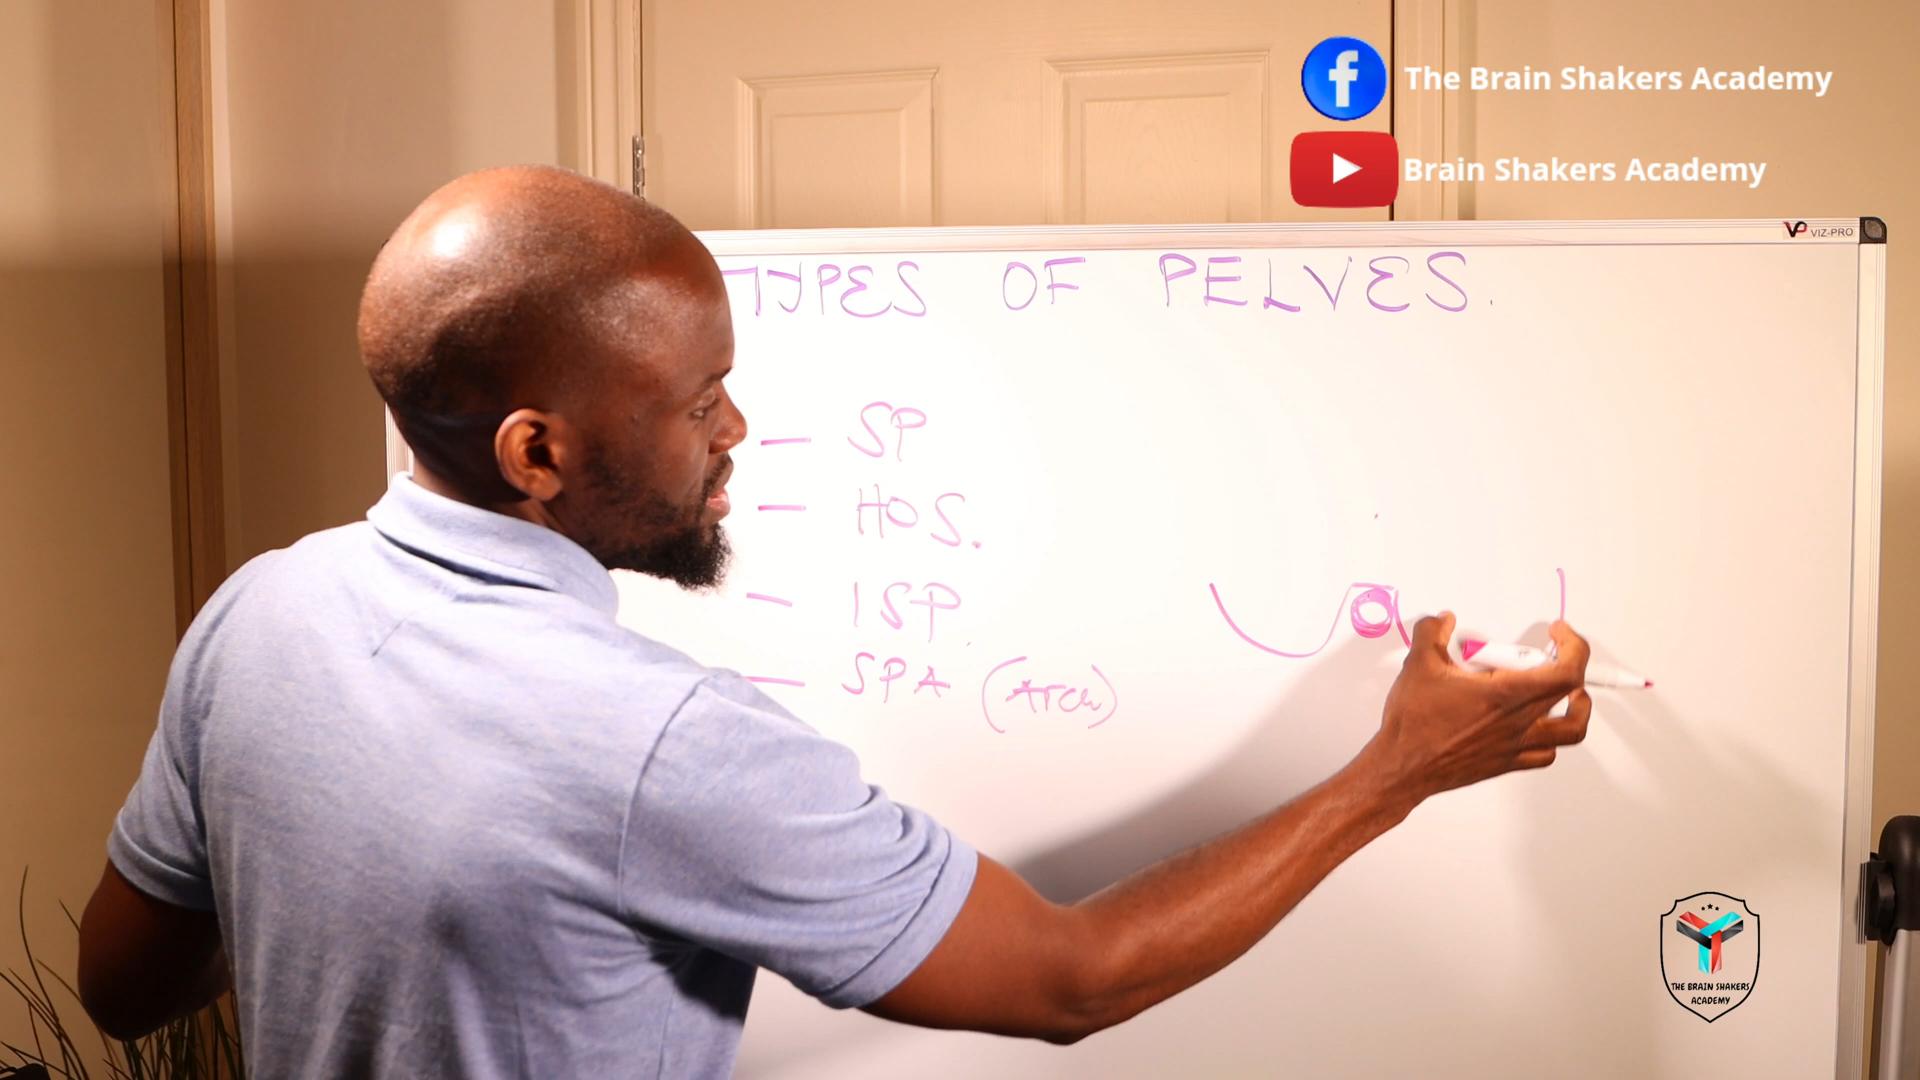 The Brain Shakers Academy
Brain Shakers Academy
VP VIZ-PRO
TYPES OF PELVES.
— SP
— HOS.
— ISP
— SPA (Arch)
THE BRAIN SHAKERS
ACADEMY